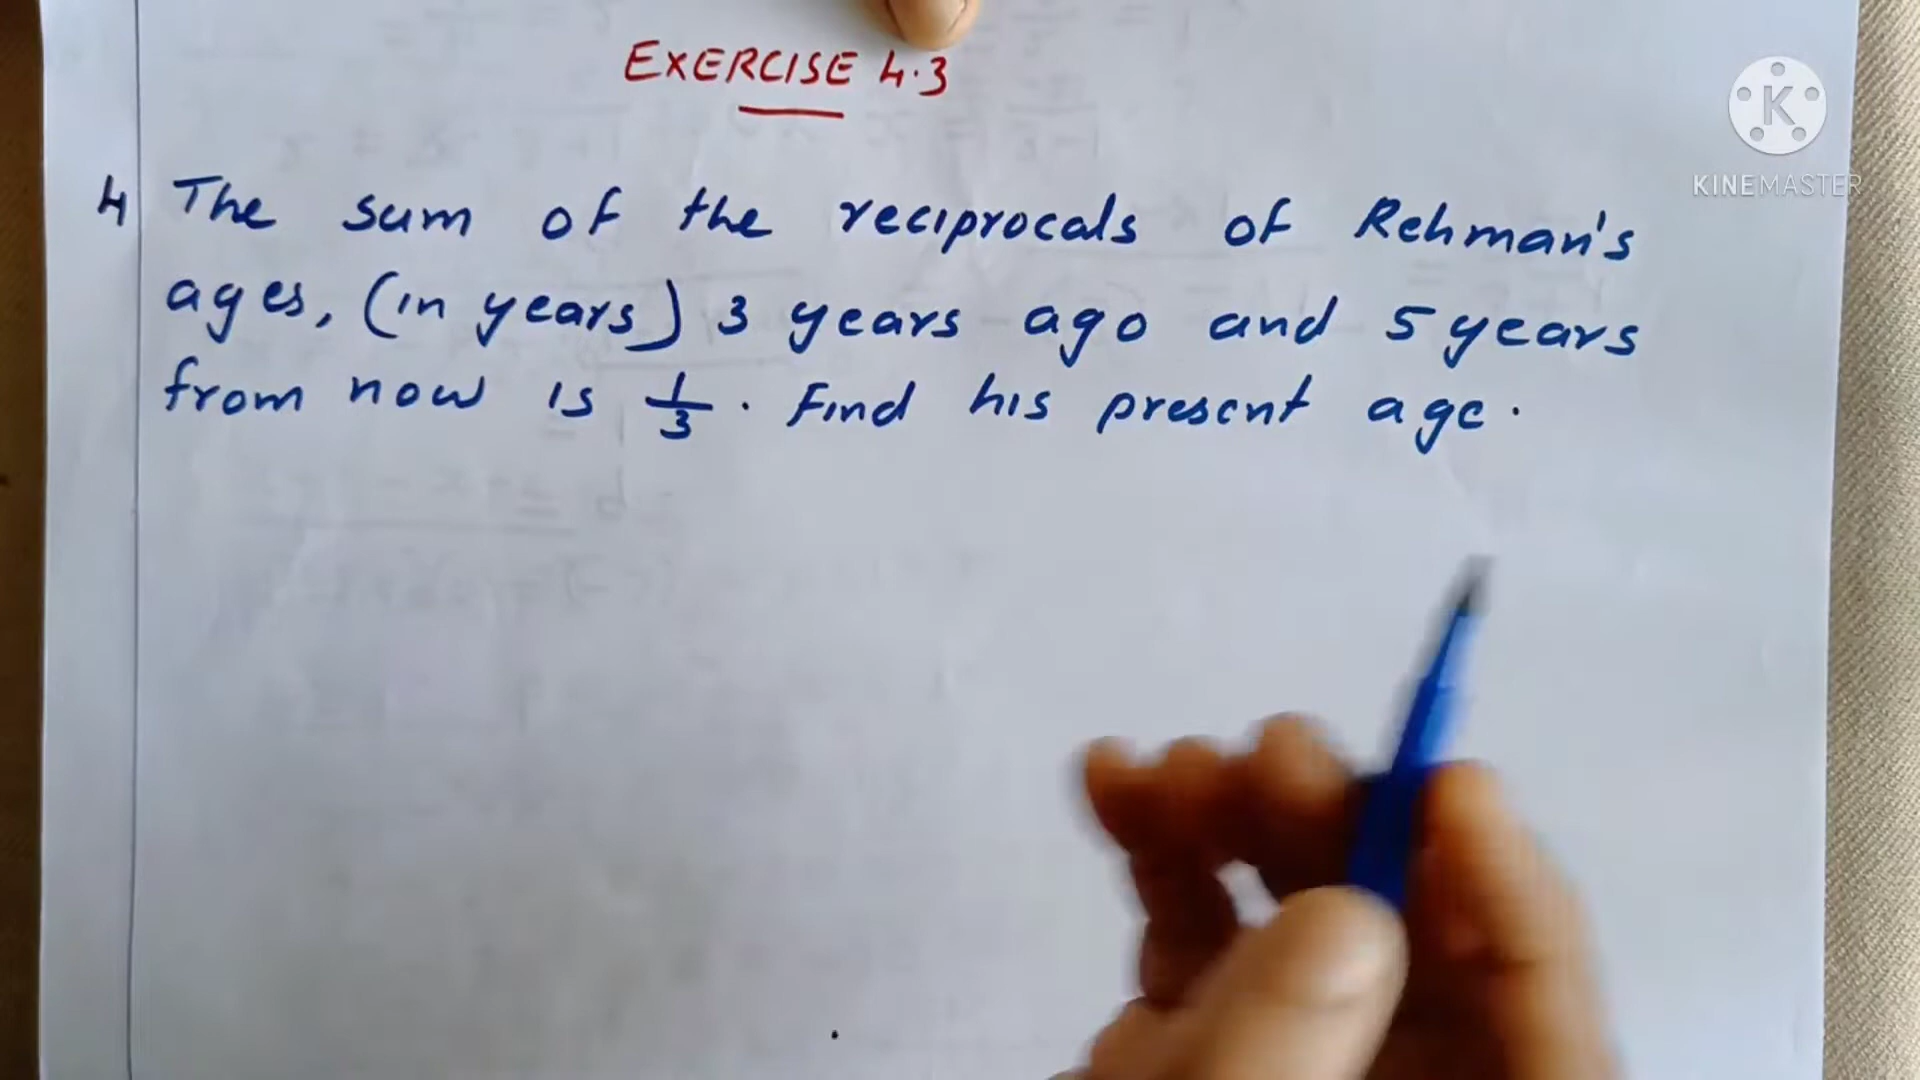 EXERCISE 4.3
K
KINEMASTER
4 The sum of the reciprocals of Rehman's
ages, (in years) 3 years ago and 5 years
from now is 1/3. Find his present age.